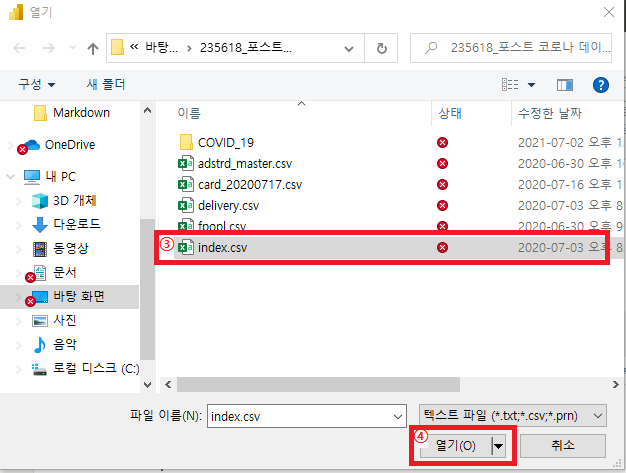 열기
« 바탕... > 235618_포스트...
235618_포스트 코로나 데이...
구성
새 폴더
이름
상태
수정한 날짜
Markdown
OneDrive
내 PC
3D 개체
다운로드
동영상
문서
바탕 화면
사진
음악
로컬 디스크 (C:)
COVID_19
2021-07-02 오후 1
adstrd_master.csv
2020-06-30 오후 1
card_20200717.csv
2020-07-16 오후 1
delivery.csv
2020-07-03 오후 8
fpopl.csv
2020-06-30 오후 9
③ index.csv
2020-07-03 오후 8
파일 이름(N):
index.csv
텍스트 파일 (*.txt;*.csv;*.prn)
④ 열기(O)
취소